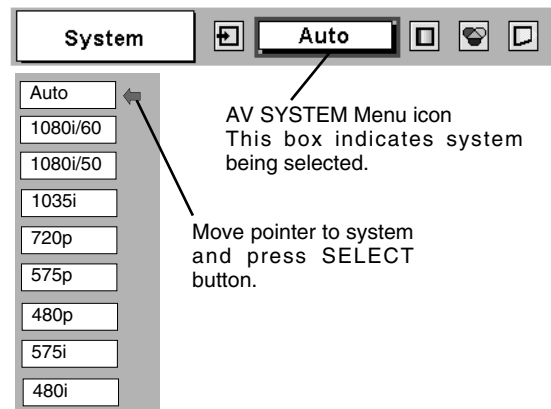 System
Auto
Auto
1080i/60
1080i/50
1035i
720p
575p
480p
575i
480i
AV SYSTEM Menu icon
This box indicates system
being selected.
Move pointer to system
and press SELECT
button.